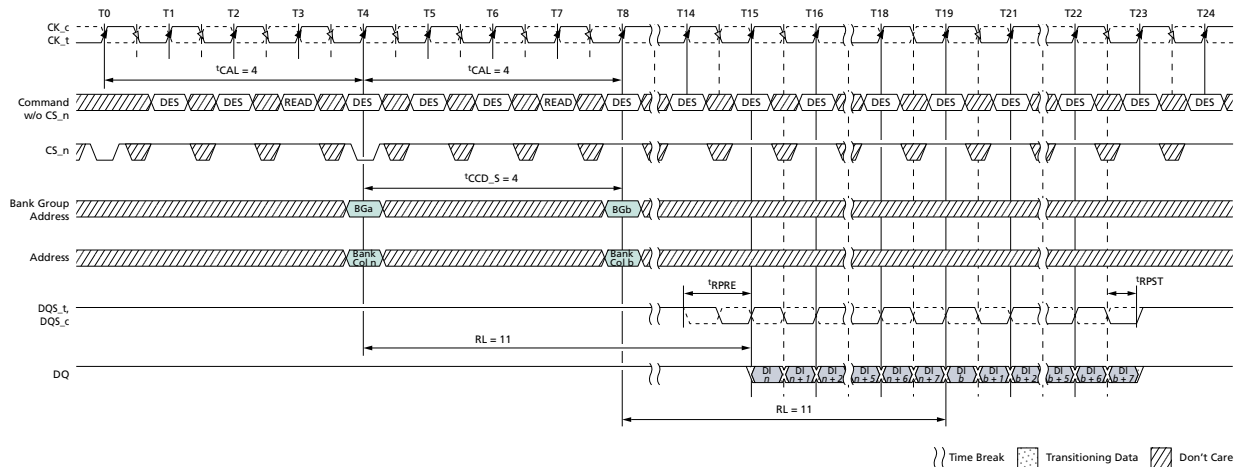 T0 T1 T2 T3 T4 T5 T6 T7 T8 T14 T15 T16 T18 T19 T21 T22 T23 T24
CK_c
CK_t
tCAL = 4 tCAL = 4
Command
w/o CS_n
DES DES READ DES DES DES READ DES DES DES DES DES DES DES DES DES DES
CS_n
tCCD_S = 4
Bank Group
Address
BGa BGb
Address
Bank
Col n
Bank
Col b
tRPRE tRPST
DQS_t,
DQS_c
RL = 11
DQ
DI
n
DI
n + 1
DI
n + 2
DI
n + 5
DI
n + 6
DI
n + 7
DI
b
DI
b + 1
DI
b + 2
DI
b + 5
DI
b + 6
DI
b + 7
RL = 11
Time Break Transitioning Data Don't Care